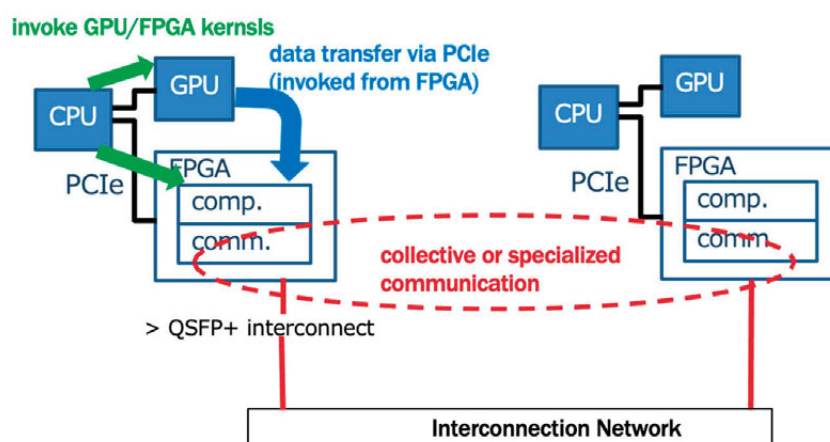 invoke GPU/FPGA kernsls
data transfer via PCIe
(invoked from FPGA)
GPU
CPU
FPGA
PCIe
comp.
comm.
GPU
CPU
FPGA
PCIe
comp.
comm
collective or specialized
communication
> QSFP+ interconnect
Interconnection Network